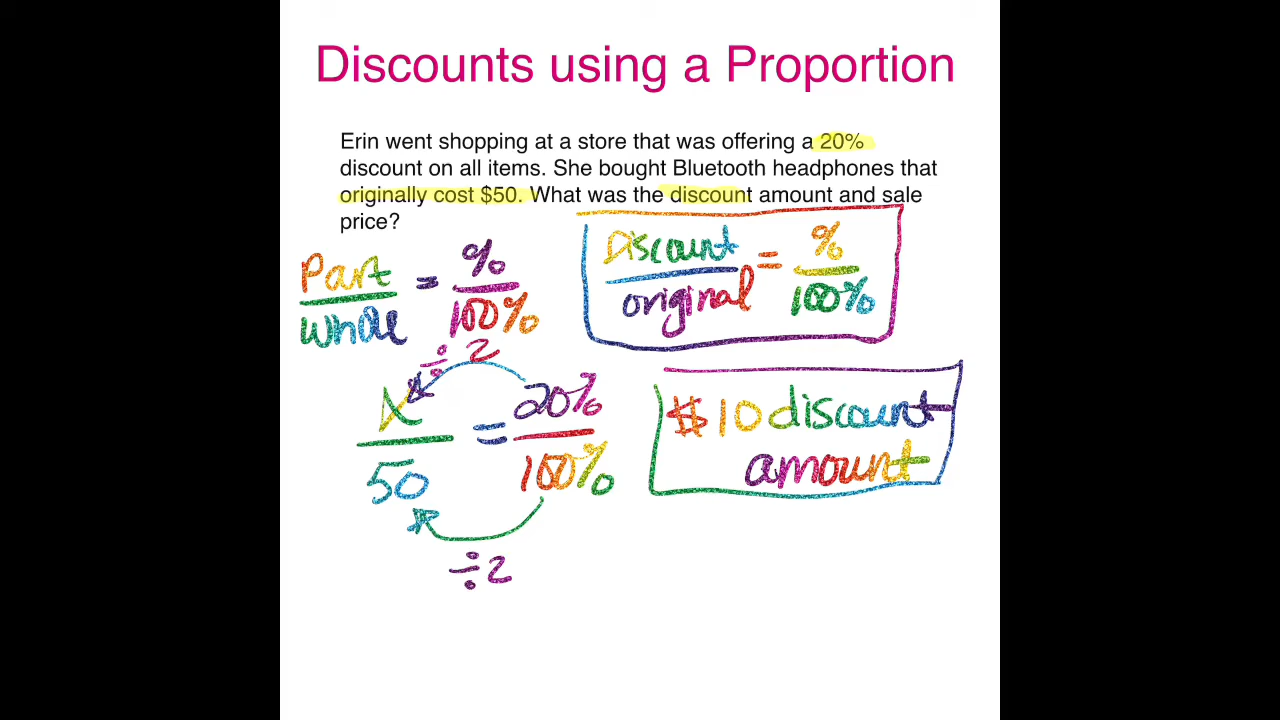 Discounts using a Proportion
Erin went shopping at a store that was offering a 20%
discount on all items. She bought Bluetooth headphones that
originally cost $50. What was the discount amount and sale
price?
Part = %
Whole 100%
Discount = %
original 100%
÷ 2
x = 20%
50 100%
÷2
$10 discount
amount